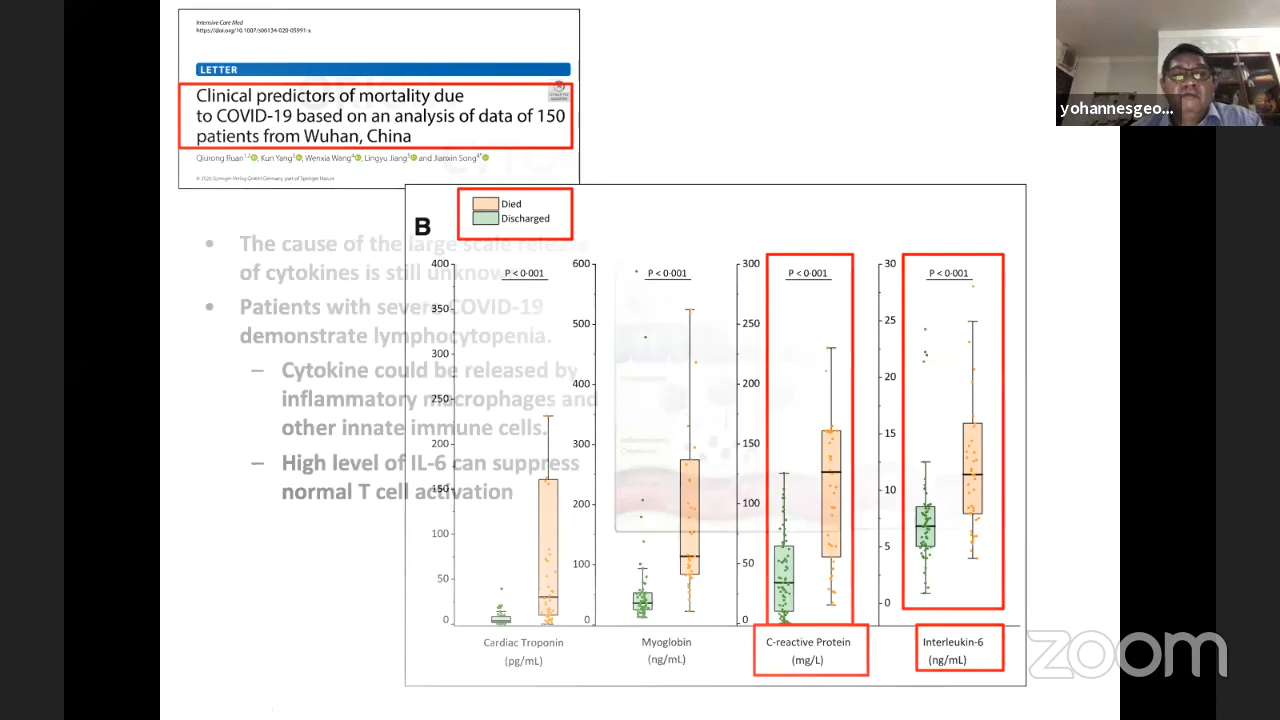 Intensive Care Med
https://doi.org/10.1007/s00134-020-05991-x
LETTER
Clinical predictors of mortality due
to COVID-19 based on an analysis of data of 150
patients from Wuhan, China
Qiurong Ruan, Kun Yang, Wenxia Wang, Lingyu Jiang and Jianxin Song
© 2020 Springer-Verlag GmbH Germany, part of Springer Nature
yohannesgeo...
• The cause of the large scale release
of cytokines is still unknow
• Patients with severe COVID-19
demonstrate lymphocytopenia.
– Cytokine could be released by
inflammatory macrophages and
other innate immune cells.
– High level of IL-6 can suppress
normal T cell activation
B
Died
Discharged
400
350
300
250
200
150
100
50
0
P < 0·001
Cardiac Troponin
(pg/mL)
600
500
400
300
200
100
0
P < 0·001
Myoglobin
(ng/mL)
300
250
200
150
100
50
0
P < 0·001
C-reactive Protein
(mg/L)
30
25
20
15
10
5
0
P < 0·001
Interleukin-6
(ng/mL)
zoom